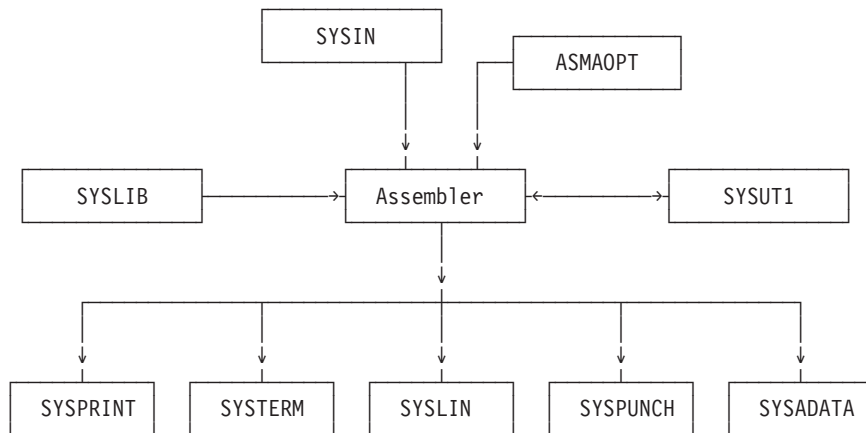 SYSIN
ASMAOPT
SYSLIB
Assembler
SYSUT1
SYSPRINT
SYSTERM
SYSLIN
SYSPUNCH
SYSADATA